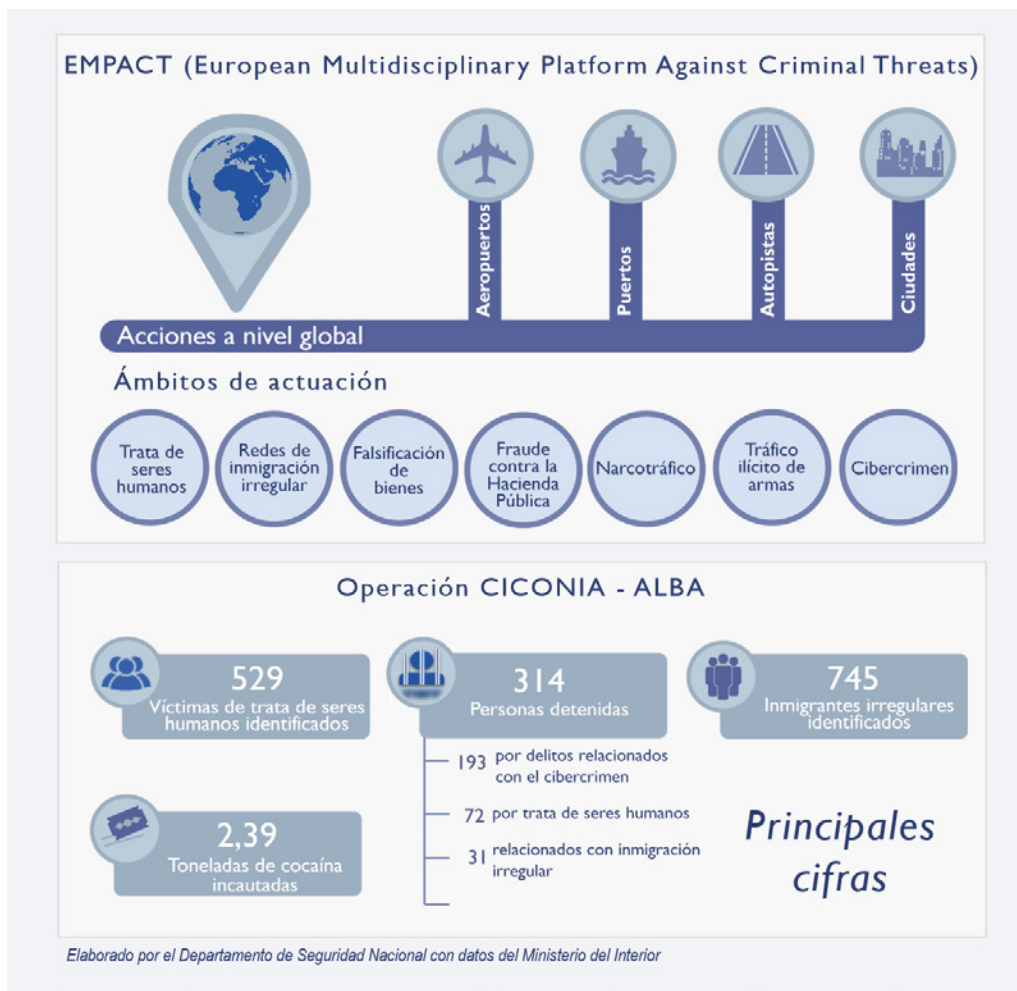 EMPACT (European Multidisciplinary Platform Against Criminal Threats)
Aeropuertos
Puertos
Autopistas
Ciudades
Acciones a nivel global
Ámbitos de actuación
Trata de
seres
humanos
Redes de
inmigración
irregular
Falsificación
de
bienes
Fraude
contra la
Hacienda
Pública
Narcotráfico
Tráfico
ilícito de
armas
Cibercrimen
Operación CICONIA - ALBA
529
Víctimas de trata de seres
humanos identificados
314
Personas detenidas
745
Inmigrantes irregulares
identificados
193 por delitos relacionados
con el cibercrimen
72 por trata de seres humanos
31 relacionados con inmigración
irregular
2,39
Toneladas de cocaína
incautadas
Principales
cifras
Elaborado por el Departamento de Seguridad Nacional con datos del Ministerio del Interior